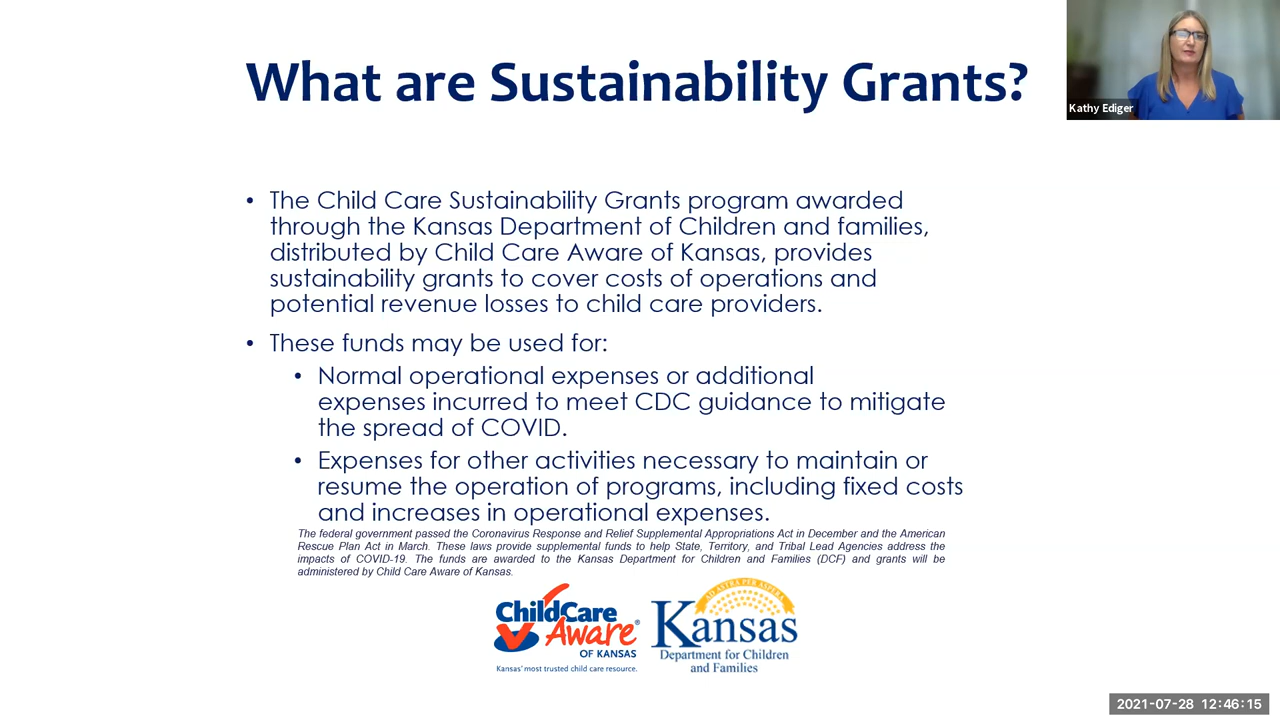 What are Sustainability Grants?
Kathy Ediger
• The Child Care Sustainability Grants program awarded
through the Kansas Department of Children and families,
distributed by Child Care Aware of Kansas, provides
sustainability grants to cover costs of operations and
potential revenue losses to child care providers.
• These funds may be used for:
• Normal operational expenses or additional
expenses incurred to meet CDC guidance to mitigate
the spread of COVID.
• Expenses for other activities necessary to maintain or
resume the operation of programs, including fixed costs
and increases in operational expenses.
The federal government passed the Coronavirus Response and Relief Supplemental Appropriations Act in December and the American
Rescue Plan Act in March. These laws provide supplemental funds to help State, Territory, and Tribal Lead Agencies address the
impacts of COVID-19. The funds are awarded to the Kansas Department for Children and Families (DCF) and grants will be
administered by Child Care Aware of Kansas.
ChildCare
Aware®
OF KANSAS
Kansas' most trusted child care resource.
AD ASTRA PER ASPERA
Kansas
Department for Children
and Families
2021-07-28 12:46:15